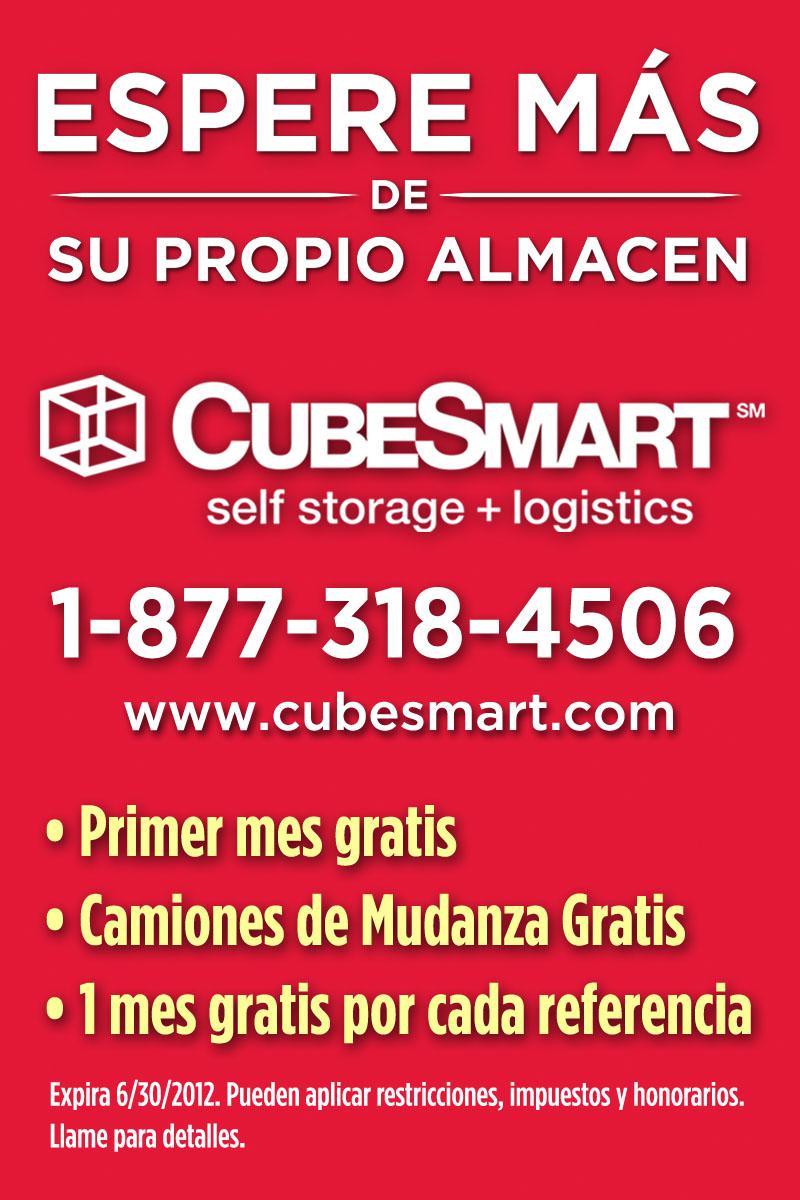 ESPERE MÁS
DE
SU PROPIO ALMACEN
CUBESMART℠
self storage + logistics
1-877-318-4506
www.cubesmart.com
• Primer mes gratis
• Camiones de Mudanza Gratis
• 1 mes gratis por cada referencia
Expira 6/30/2012. Pueden aplicar restricciones, impuestos y honorarios.
Llame para detalles.